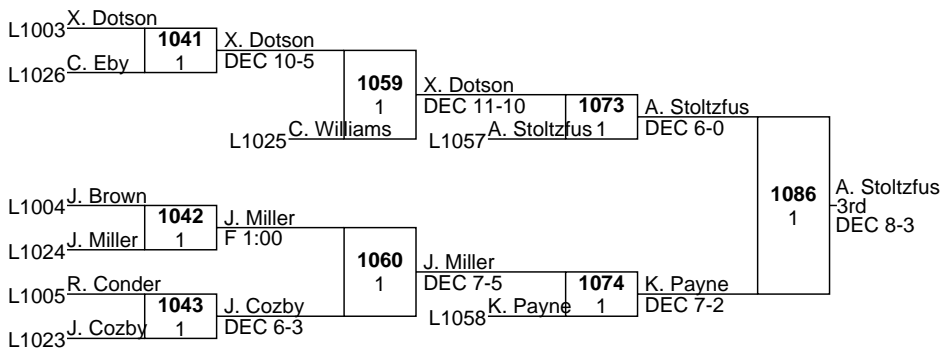 X. Dotson
L1003
1041
1
X. Dotson
DEC 10-5
C. Eby
L1026
1059
1
X. Dotson
DEC 11-10
C. Williams
L1025
1073
1
A. Stoltzfus
L1057
A. Stoltzfus
DEC 6-0
J. Brown
L1004
1042
1
J. Miller
F 1:00
J. Miller
L1024
1060
1
J. Miller
DEC 7-5
R. Conder
L1005
1043
1
J. Cozby
DEC 6-3
J. Cozby
L1023
1074
1
K. Payne
L1058
K. Payne
DEC 7-2
1086
1
A. Stoltzfus
3rd
DEC 8-3